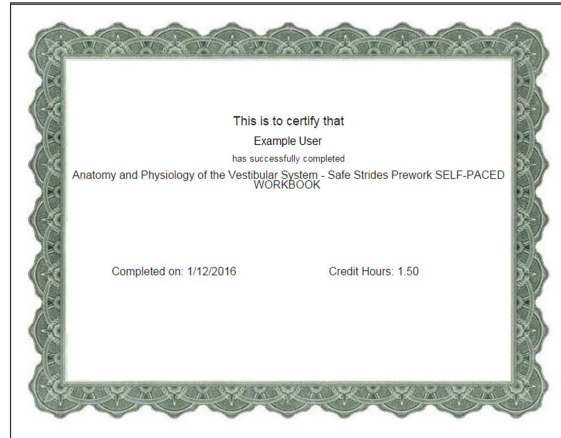 This is to certify that
Example User
has successfully completed
Anatomy and Physiology of the Vestibular System - Safe Strides Prework SELF-PACED
WORKBOOK
Completed on: 1/12/2016 Credit Hours: 1.50